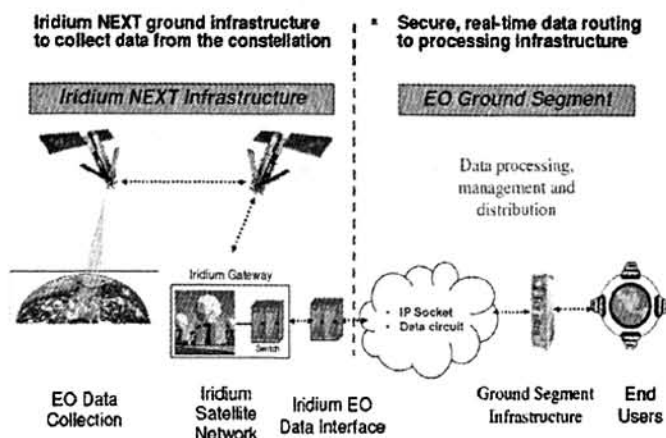 Iridium NEXT ground infrastructure
to collect data from the constellation
Secure, real-time data routing
to processing infrastructure
Iridium NEXT Infrastructure
EO Ground Segment
Data processing,
management and
distribution
Iridium Gateway
Switch
• IP Socket
• Data circuit
EO Data
Collection
Iridium
Satellite
Network
Iridium EO
Data Interface
Ground Segment
Infrastructure
End
Users